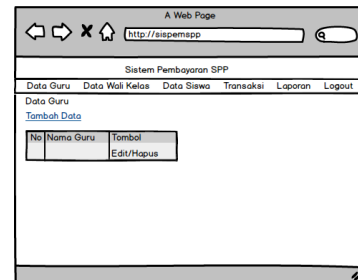 A Web Page
http://sispemspp
Sistem Pembayaran SPP
Data Guru Data Wali Kelas Data Siswa Transaksi Laporan Logout
Data Guru
Tambah Data
No Nama Guru Tombol
Edit/Hapus